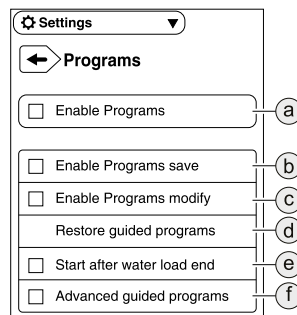 Settings
Programs
Enable Programs a
Enable Programs save b
Enable Programs modify c
Restore guided programs d
Start after water load end e
Advanced guided programs f